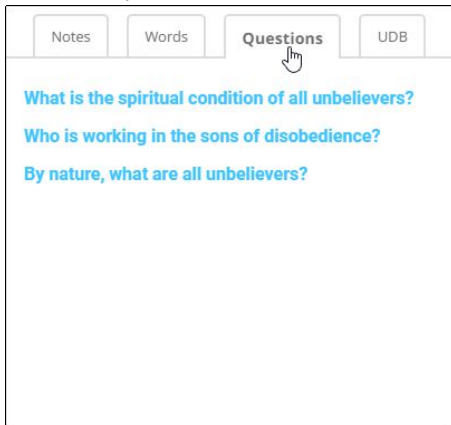 Notes Words Questions UDB
What is the spiritual condition of all unbelievers?
Who is working in the sons of disobedience?
By nature, what are all unbelievers?